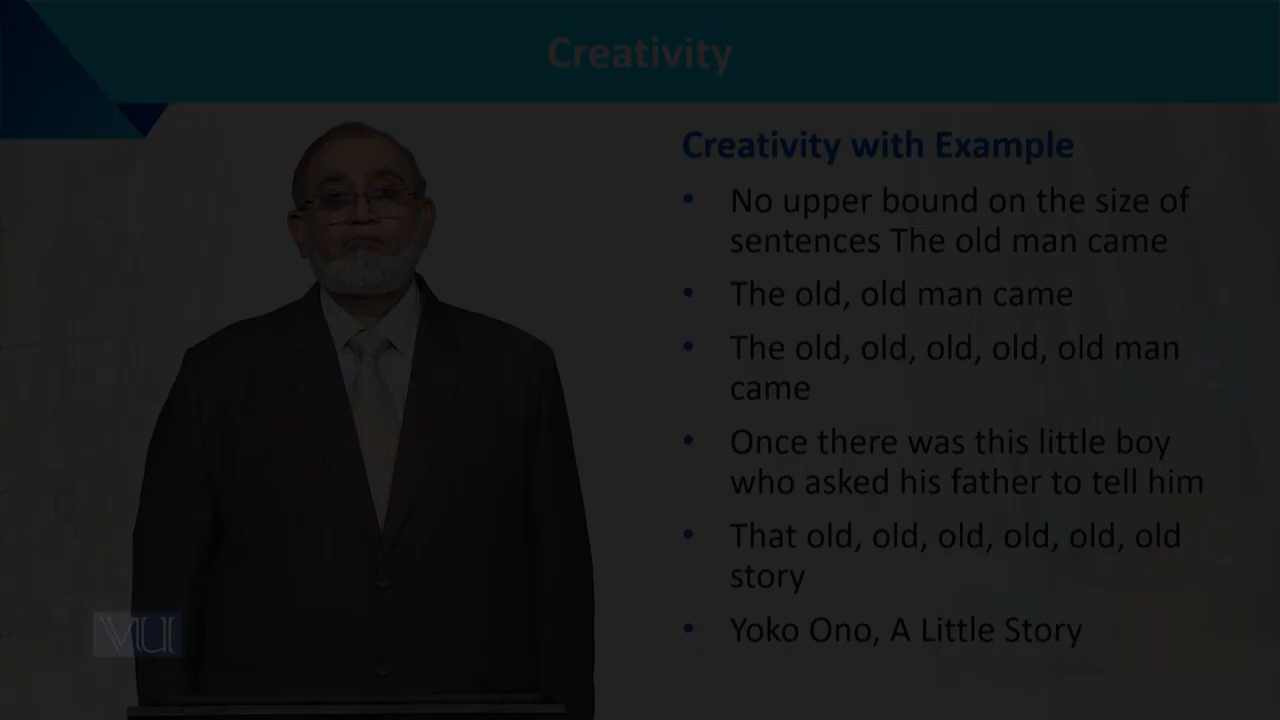 Creativity
Creativity with Example
• No upper bound on the size of
sentences The old man came
• The old, old man came
• The old, old, old, old, old man
came
• Once there was this little boy
who asked his father to tell him
• That old, old, old, old, old, old
story
• Yoko Ono, A Little Story
VU